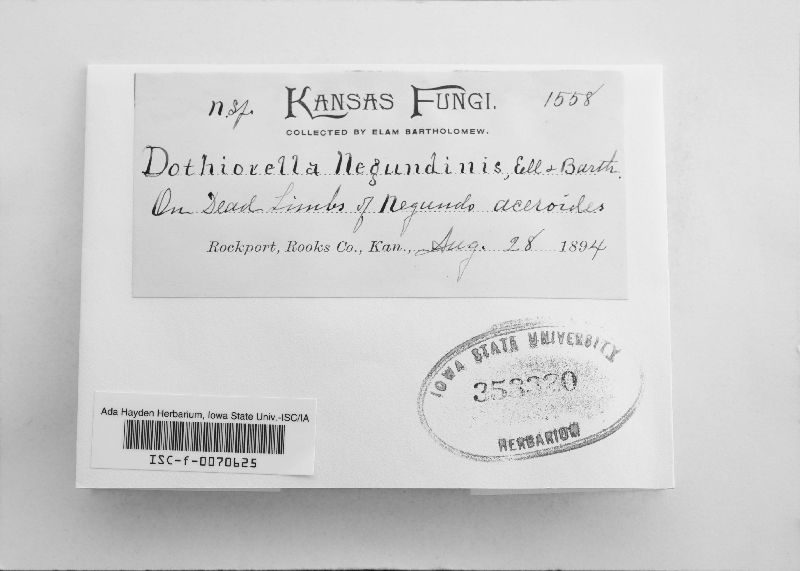 n.sp. KANSAS FUNGI. 1558
COLLECTED BY ELAM BARTHOLOMEW.
Dothiorella Negundinis, Ell + Barth.
On Dead Limbs of Negundo aceroides
Rockport, Rooks Co., Kan., Aug. 28 1894
IOWA STATE UNIVERSITY
353320
HERBARIUM
Ada Hayden Herbarium, Iowa State Univ.-ISC/IA
ISC-f-0070625